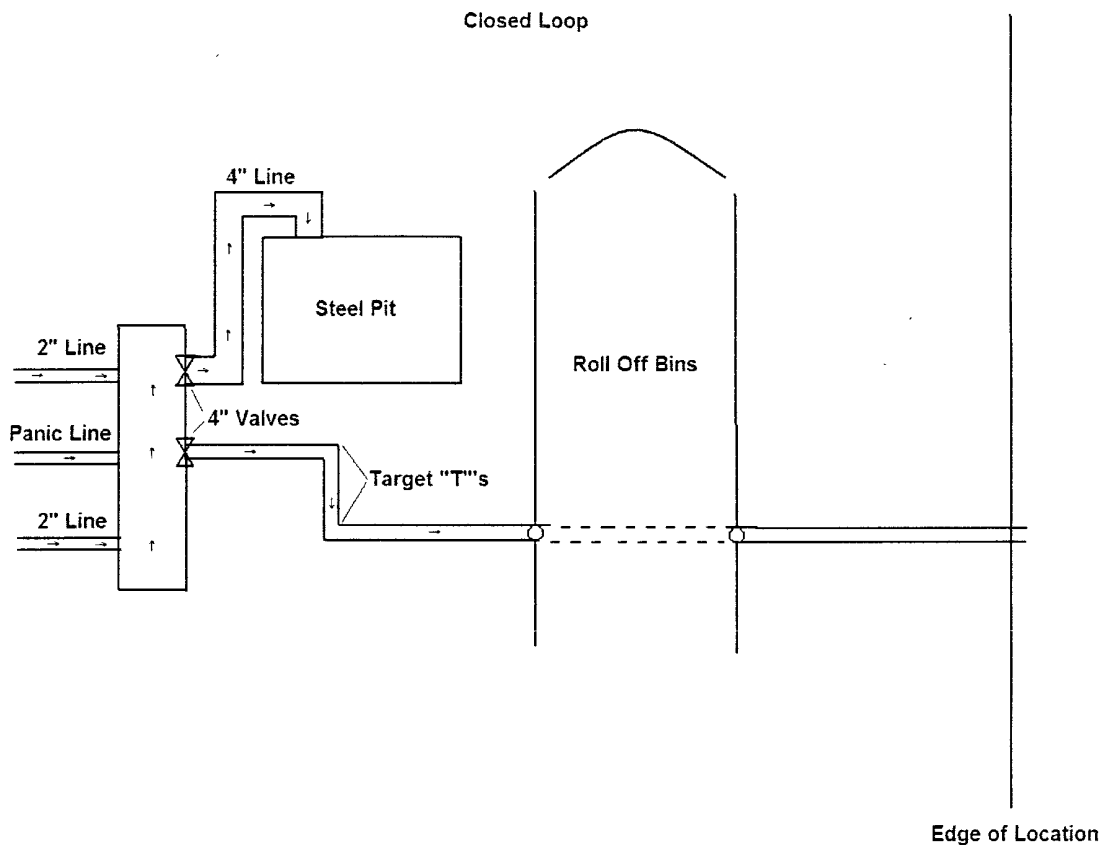 Closed Loop
4" Line
Steel Pit
2" Line
Roll Off Bins
4" Valves
Panic Line
Target "T"'s
2" Line
Edge of Location